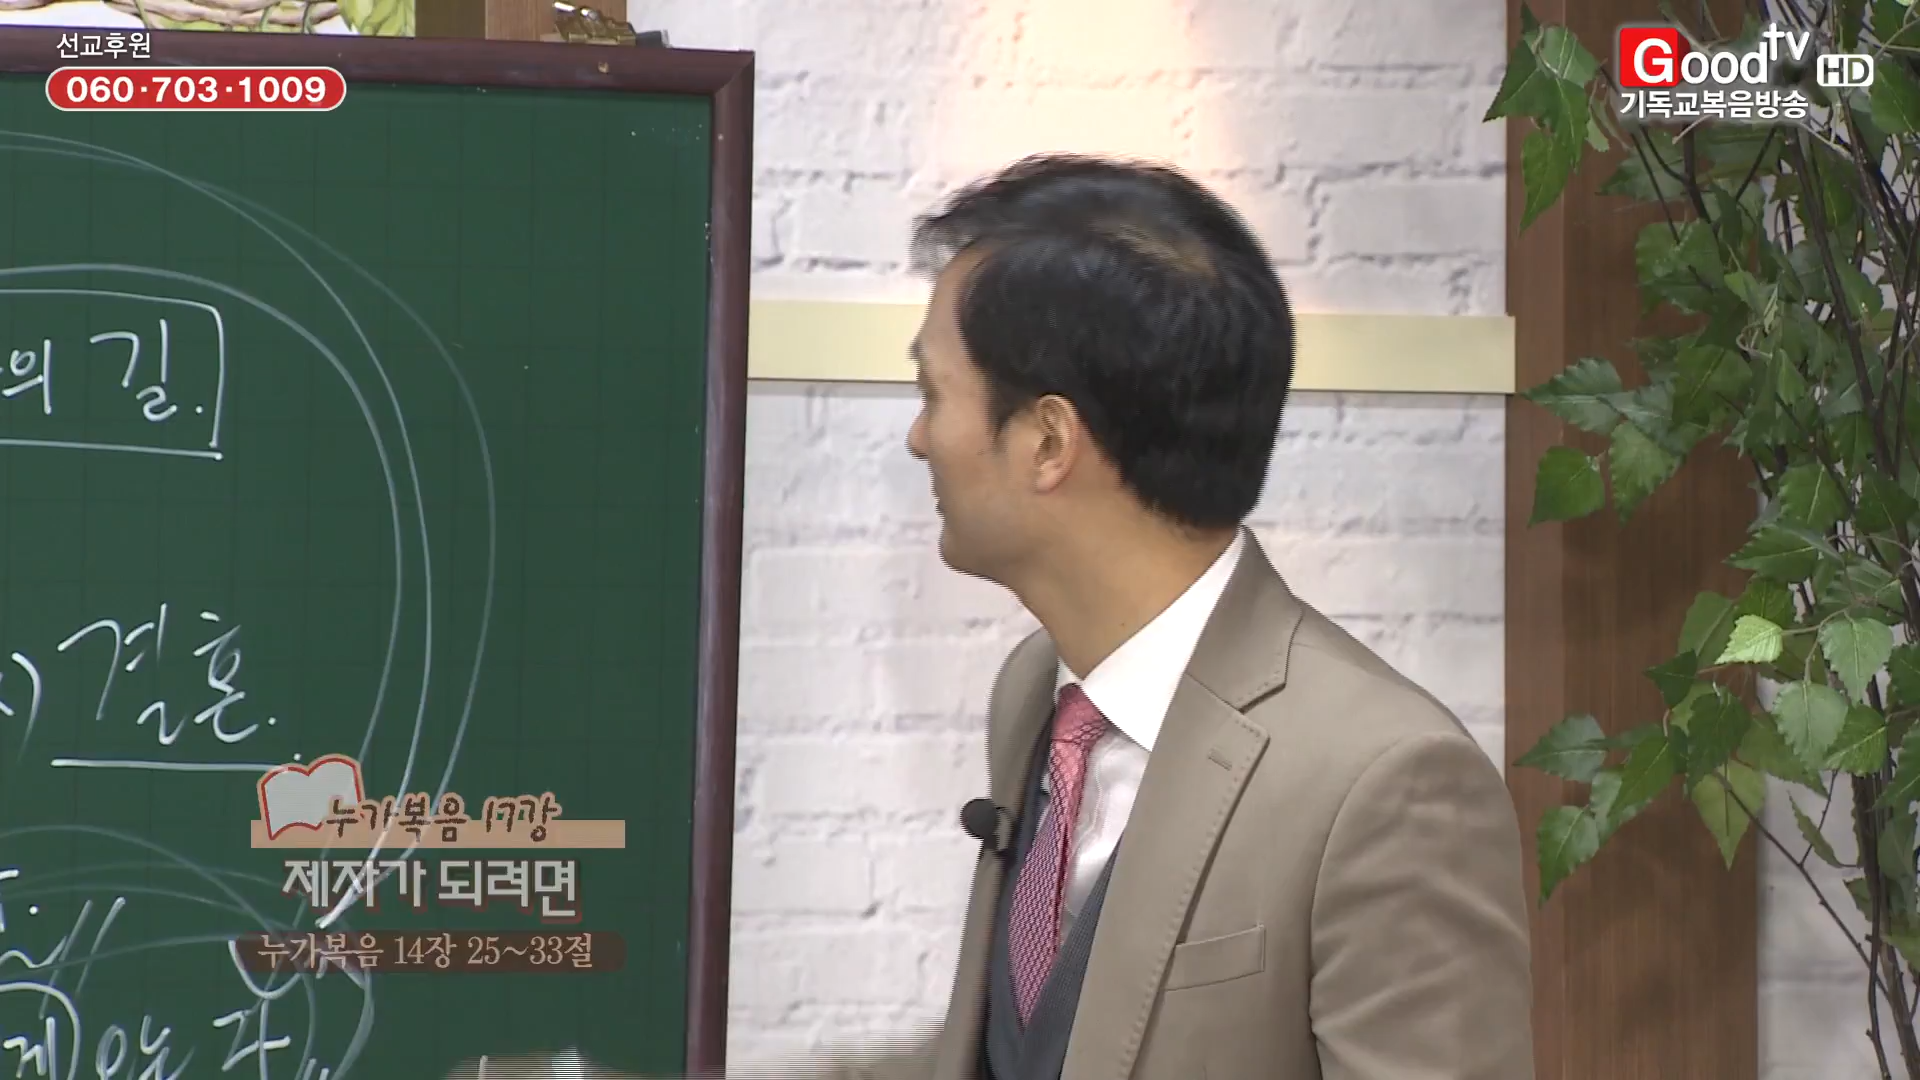 선교후원
060·703·1009
Good tv HD
기독교복음방송
의 길.
결혼.
누가복음 17강
제자가 되려면
누가복음 14장 25~33절